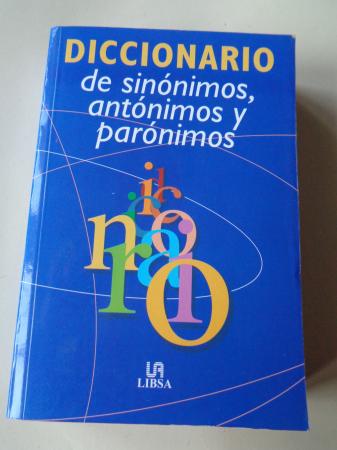 DICCIONARIO
de sinónimos,
antónimos y
parónimos
LIBSA